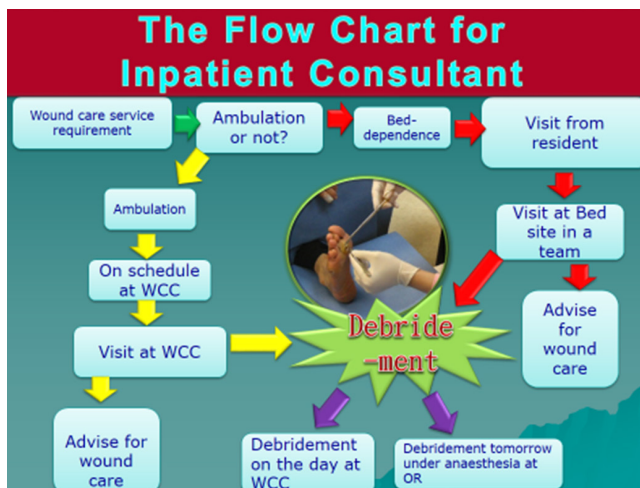 The Flow Chart for
Inpatient Consultant
Wound care service
requirement
Ambulation
or not?
Bed-
dependence
Visit from
resident
Ambulation
Visit at Bed
site in a
team
On schedule
at WCC
Advise
for
wound
care
Debride
-ment
Visit at WCC
Advise for
wound
care
Debridement
on the day at
WCC
Debridement tomorrow
under anaesthesia at
OR